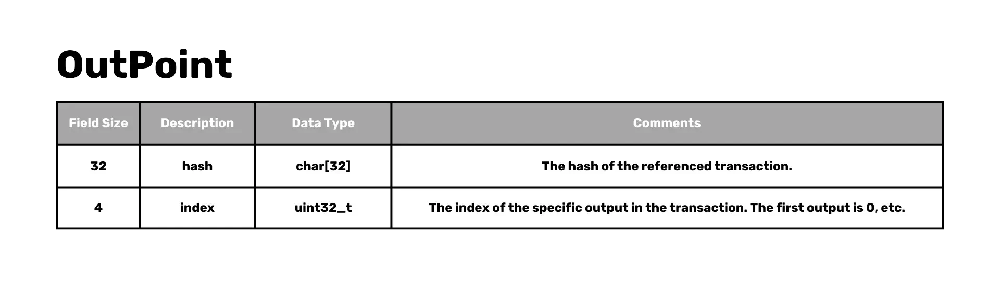 OutPoint
Field Size Description Data Type Comments
32 hash char[32] The hash of the referenced transaction.
4 index uint32_t The index of the specific output in the transaction. The first output is 0, etc.